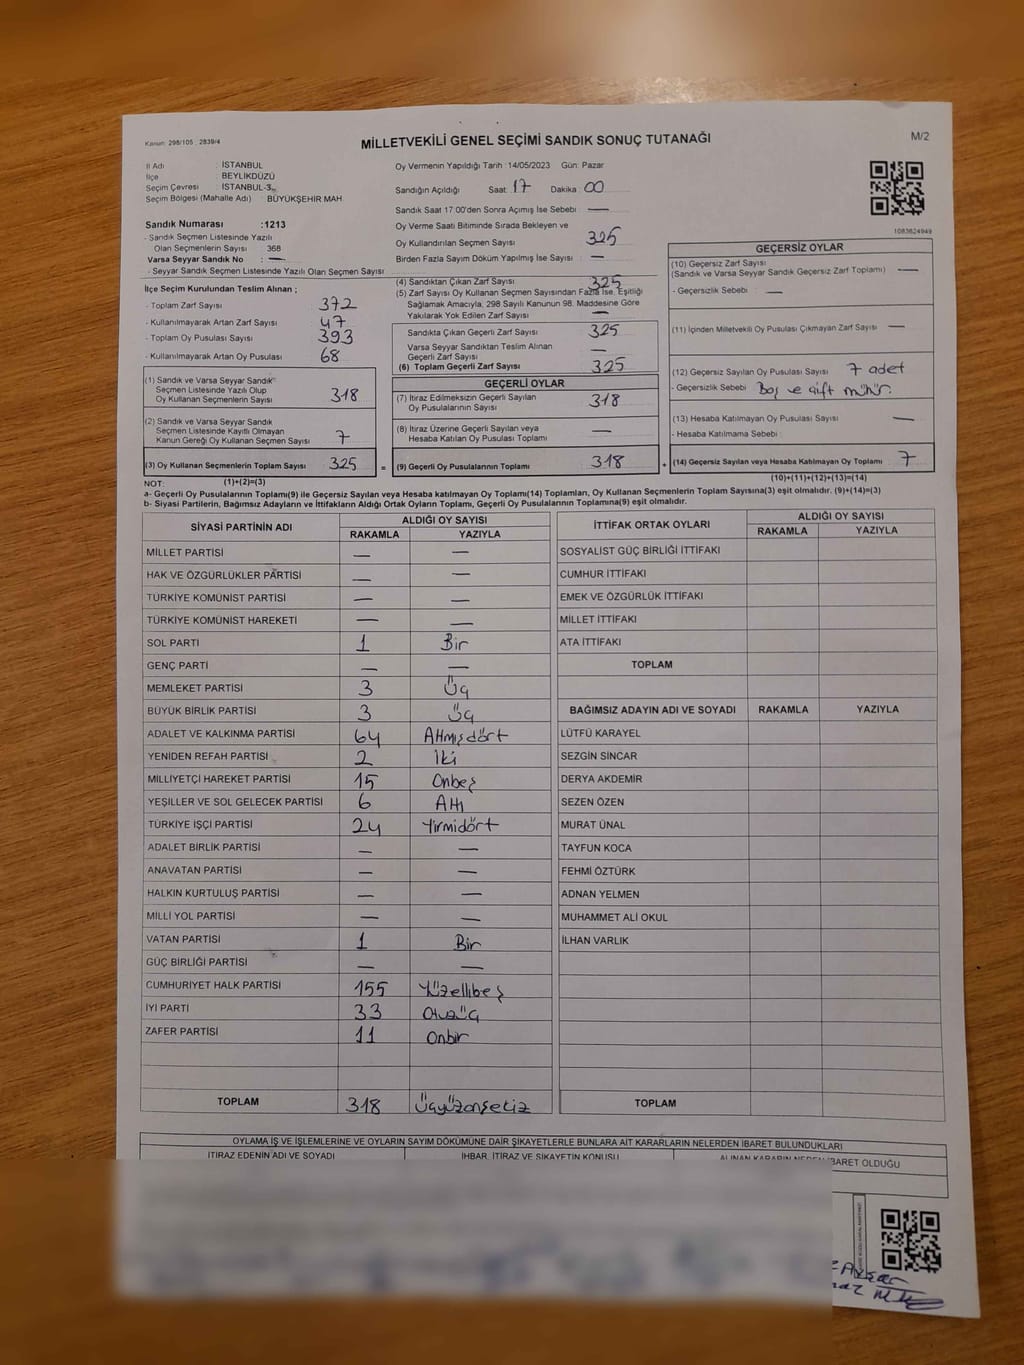 Kanun: 298/105 2839/4
MİLLETVEKİLİ GENEL SEÇİMİ SANDIK SONUÇ TUTANAĞI
M/2
İl Adı : İSTANBUL
İlçe : BEYLİKDÜZÜ
Seçim Çevresi : İSTANBUL-3
Seçim Bölgesi (Mahalle Adı) : BÜYÜKŞEHİR MAH
Sandık Numarası :1213
- Sandık Seçmen Listesinde Yazılı
Olan Seçmenlerin Sayısı 368
Varsa Seyyar Sandık No : —
- Seyyar Sandık Seçmen Listesinde Yazılı Olan Seçmen Sayısı
İlçe Seçim Kurulundan Teslim Alınan ;
- Toplam Zarf Sayısı 372
- Kullanılmayarak Artan Zarf Sayısı 47
- Toplam Oy Pusulası Sayısı 393
- Kullanılmayarak Artan Oy Pusulası 68
(1) Sandık ve Varsa Seyyar Sandık
Seçmen Listesinde Yazılı Olup
Oy Kullanan Seçmenlerin Sayısı 318
(2) Sandık ve Varsa Seyyar Sandık
Seçmen Listesinde Kayıtlı Olmayan
Kanun Gereği Oy Kullanan Seçmen Sayısı 7
(3) Oy Kullanan Seçmenlerin Toplam Sayısı 325 =
Oy Vermenin Yapıldığı Tarih : 14/05/2023 Gün: Pazar
Sandığın Açıldığı Saat: 17 Dakika 00
Sandık Saat 17:00'den Sonra Açımış İse Sebebi : —
Oy Verme Saati Bitiminde Sırada Bekleyen ve
Oy Kullandırılan Seçmen Sayısı : 325
Birden Fazla Sayım Döküm Yapılmış İse Sayısı : —
(4) Sandıktan Çıkan Zarf Sayısı 325
(5) Zarf Sayısı Oy Kullanan Seçmen Sayısından Fazla İse, Eşitliği
Sağlamak Amacıyla, 298 Sayılı Kanunun 98. Maddesine Göre
Yakılarak Yok Edilen Zarf Sayısı : —
Sandıkta Çıkan Geçerli Zarf Sayısı 325
Varsa Seyyar Sandıktan Teslim Alınan
Geçerli Zarf Sayısı —
(6) Toplam Geçerli Zarf Sayısı 325
GEÇERLİ OYLAR
(7) İtiraz Edilmeksizin Geçerli Sayılan
Oy Pusulalarının Sayısı 318
(8) İtiraz Üzerine Geçerli Sayılan veya
Hesaba Katılan Oy Pusulası Toplamı —
(9) Geçerli Oy Pusulalarının Toplamı 318 +
1083624949
GEÇERSİZ OYLAR
(10) Geçersiz Zarf Sayısı
(Sandık ve Varsa Seyyar Sandık Geçersiz Zarf Toplamı) —
- Geçersizlik Sebebi : —
(11) İçinden Milletvekili Oy Pusulası Çıkmayan Zarf Sayısı —
(12) Geçersiz Sayılan Oy Pusulası Sayısı 7 adet
- Geçersizlik Sebebi : Boş ve çift mühür.
(13) Hesaba Katılmayan Oy Pusulası Sayısı —
- Hesaba Katılmama Sebebi :
(14) Geçersiz Sayılan veya Hesaba Katılmayan Oy Toplamı 7
NOT: (1)+(2)=(3) (10)+(11)+(12)+(13)=(14)
a- Geçerli Oy Pusulalarının Toplamı(9) ile Geçersiz Sayılan veya Hesaba katılmayan Oy Toplamı(14) Toplamları, Oy Kullanan Seçmenlerin Toplam Sayısına(3) eşit olmalıdır. (9)+(14)=(3)
b- Siyasi Partilerin, Bağımsız Adayların ve İttifakların Aldığı Ortak Oyların Toplamı, Geçerli Oy Pusulalarının Toplamına(9) eşit olmalıdır.
SİYASİ PARTİNİN ADI ALDIĞI OY SAYISI
RAKAMLA YAZIYLA
MİLLET PARTİSİ — —
HAK VE ÖZGÜRLÜKLER PARTİSİ — —
TÜRKİYE KOMÜNİST PARTİSİ — —
TÜRKİYE KOMÜNİST HAREKETİ — —
SOL PARTİ 1 Bir
GENÇ PARTİ — —
MEMLEKET PARTİSİ 3 Üç
BÜYÜK BİRLİK PARTİSİ 3 Üç
ADALET VE KALKINMA PARTİSİ 64 Altmışdört
YENİDEN REFAH PARTİSİ 2 İki
MİLLİYETÇİ HAREKET PARTİSİ 15 Onbeş
YEŞİLLER VE SOL GELECEK PARTİSİ 6 Altı
TÜRKİYE İŞÇİ PARTİSİ 24 Yirmidört
ADALET BİRLİK PARTİSİ — —
ANAVATAN PARTİSİ — —
HALKIN KURTULUŞ PARTİSİ — —
MİLLİ YOL PARTİSİ — —
VATAN PARTİSİ 1 Bir
GÜÇ BİRLİĞİ PARTİSİ — —
CUMHURİYET HALK PARTİSİ 155 Yüzellibeş
İYİ PARTİ 33 Otuzüç
ZAFER PARTİSİ 11 Onbir
TOPLAM 318 Üçyüzonsekiz
İTTİFAK ORTAK OYLARI ALDIĞI OY SAYISI
RAKAMLA YAZIYLA
SOSYALİST GÜÇ BİRLİĞİ İTTİFAKI
CUMHUR İTTİFAKI
EMEK VE ÖZGÜRLÜK İTTİFAKI
MİLLET İTTİFAKI
ATA İTTİFAKI
TOPLAM
BAĞIMSIZ ADAYIN ADI VE SOYADI RAKAMLA YAZIYLA
LÜTFÜ KARAYEL
SEZGİN SİNCAR
DERYA AKDEMİR
SEZEN ÖZEN
MURAT ÜNAL
TAYFUN KOCA
FEHMİ ÖZTÜRK
ADNAN YELMEN
MUHAMMET ALİ OKUL
İLHAN VARLIK
TOPLAM
OYLAMA İŞ VE İŞLEMLERİNE VE OYLARIN SAYIM DÖKÜMÜNE DAİR ŞİKAYETLERLE BUNLARA AİT KARARLARIN NELERDEN İBARET BULUNDUKLARI
İTİRAZ EDENİN ADI VE SOYADI İHBAR, İTİRAZ VE ŞİKAYETİN KONUSU ALINAN KARARIN NEDEN İBARET OLDUĞU